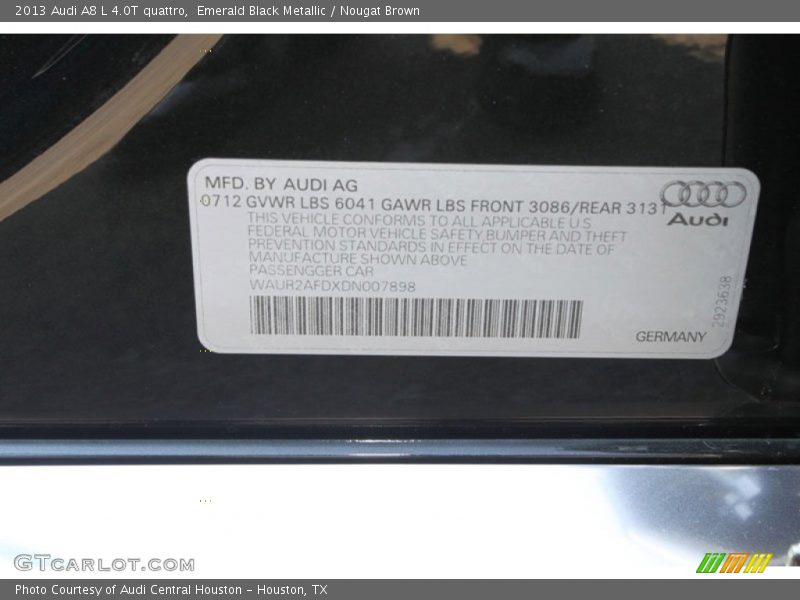 2013 Audi A8 L 4.0T quattro,  Emerald Black Metallic / Nougat Brown
MFD. BY AUDI AG
0712 GVWR LBS 6041 GAWR LBS FRONT 3086/REAR 3131
Audi
THIS VEHICLE CONFORMS TO ALL APPLICABLE U S
FEDERAL MOTOR VEHICLE SAFETY,BUMPER AND THEFT
PREVENTION STANDARDS IN EFFECT ON THE DATE OF
MANUFACTURE SHOWN ABOVE
PASSENGGER CAR
WAUR2AFDXDN007898
2923638
GERMANY
GTCARLOT.COM
Photo Courtesy of Audi Central Houston – Houston, TX